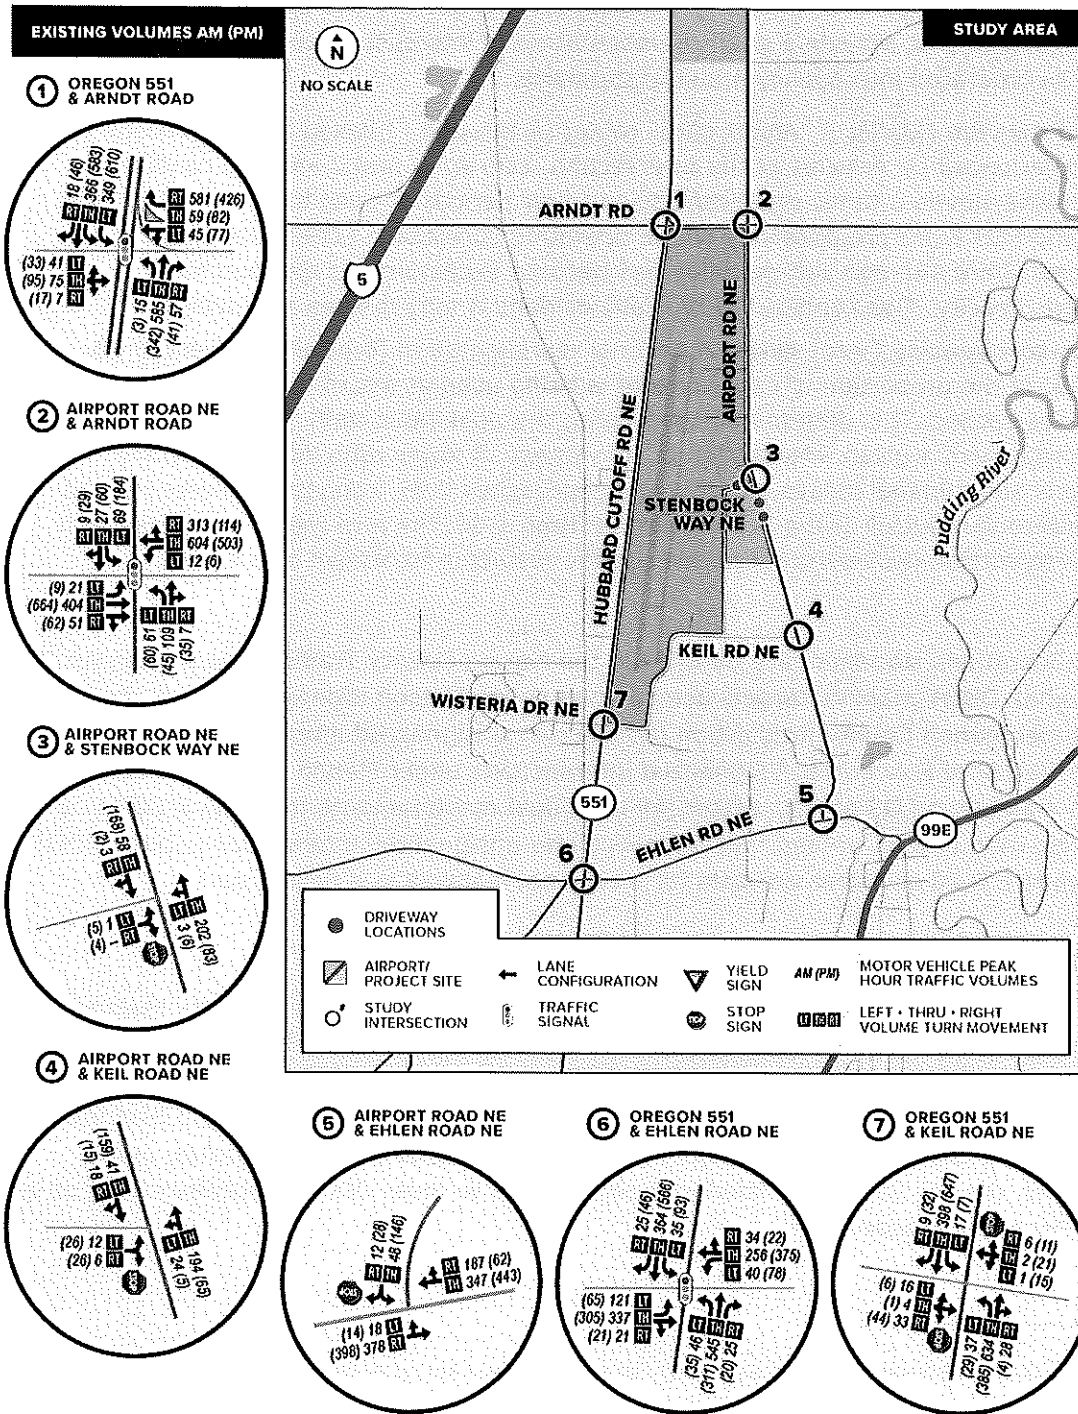 EXISTING VOLUMES AM (PM)
STUDY AREA
N
NO SCALE
1 OREGON 551
& ARNDT ROAD
18 (46)
366 (583)
349 (610)
RT TH LT
RT 581 (426)
TH 59 (82)
LT 45 (77)
(33) 41 LT
(95) 75 TH
(17) 7 RT
LT TH RT
(3) 15
(342) 585
(41) 57
2 AIRPORT ROAD NE
& ARNDT ROAD
9 (29)
27 (60)
69 (184)
RT TH LT
RT 313 (114)
TH 604 (503)
LT 12 (6)
(9) 21 LT
(664) 404 TH
(62) 51 RT
LT TH RT
(60) 61
(45) 109
(35) 7
3 AIRPORT ROAD NE
& STENBOCK WAY NE
(168) 58
(2) 3
RT TH
(5) 1 LT
(4) – RT
STOP
LT TH
202 (83)
3 (6)
4 AIRPORT ROAD NE
& KEIL ROAD NE
(159) 41
(15) 18
RT TH
(26) 12 LT
(26) 6 RT
STOP
LT TH
194 (65)
24 (5)
ARNDT RD
1
2
5
AIRPORT RD NE
HUBBARD CUTOFF RD NE
3
STENBOCK
WAY NE
Pudding River
4
KEIL RD NE
WISTERIA DR NE
7
551
5
EHLEN RD NE
99E
6
DRIVEWAY
LOCATIONS
AIRPORT/
PROJECT SITE
LANE
CONFIGURATION
YIELD
SIGN
AM (PM)
MOTOR VEHICLE PEAK
HOUR TRAFFIC VOLUMES
STUDY
INTERSECTION
TRAFFIC
SIGNAL
STOP
STOP
SIGN
LT TH RT
LEFT • THRU • RIGHT
VOLUME TURN MOVEMENT
5 AIRPORT ROAD NE
& EHLEN ROAD NE
12 (28)
48 (146)
STOP
RT TH
RT 187 (62)
TH 347 (443)
(14) 18 LT
(398) 378 RT
6 OREGON 551
& EHLEN ROAD NE
25 (46)
364 (586)
35 (93)
RT TH LT
RT 34 (22)
TH 256 (375)
LT 40 (78)
(65) 121 LT
(305) 337 TH
(21) 21 RT
LT TH RT
(35) 46
(311) 545
(20) 25
7 OREGON 551
& KEIL ROAD NE
9 (32)
398 (647)
17 (7)
RT TH LT
STOP
RT 6 (11)
TH 2 (21)
LT 1 (15)
(6) 16 LT
(1) 4 TH
(44) 33 RT
STOP
LT TH RT
(29) 37
(385) 634
(4) 28